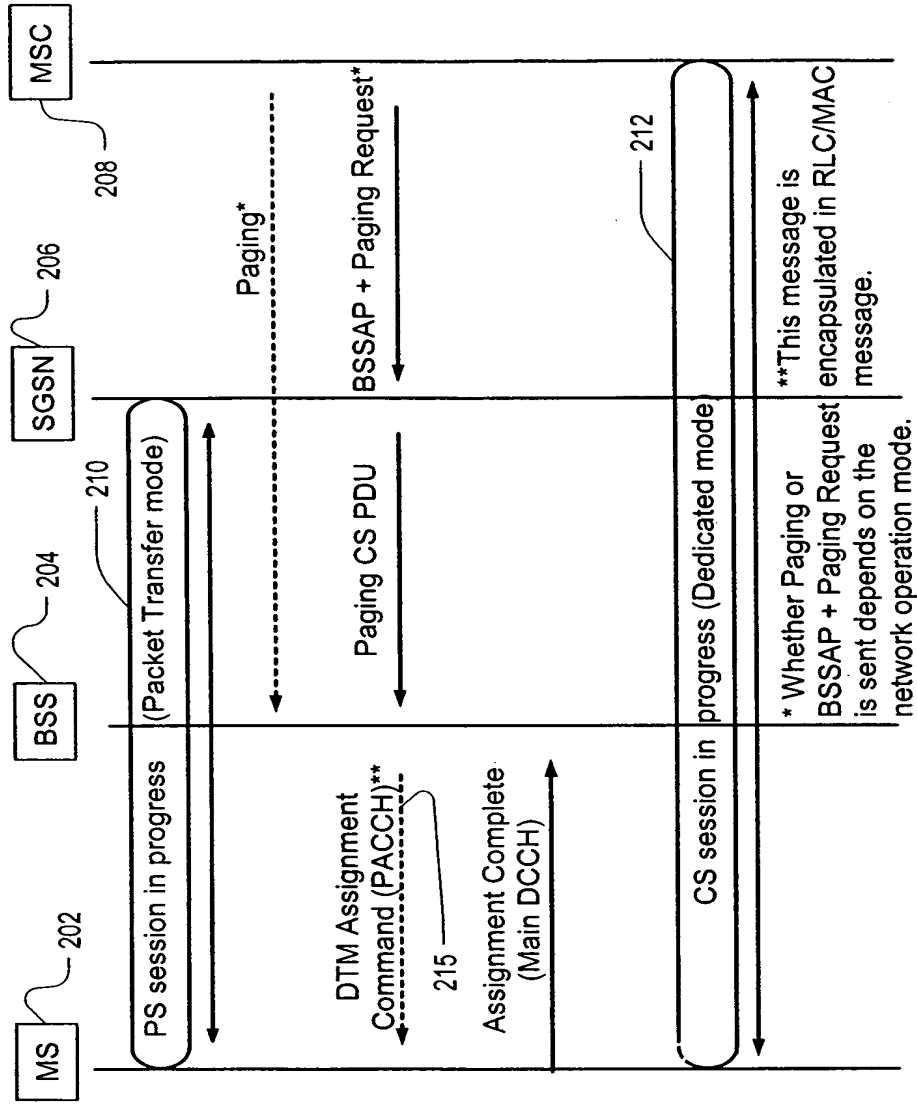 MS
202
BSS
204
SGSN
206
MSC
208
210
PS session in progress (Packet Transfer mode)
Paging*
DTM Assignment
Command (PACCH)**
215
Paging CS PDU
BSSAP + Paging Request*
Assignment Complete
(Main DCCH)
212
CS session in progress (Dedicated mode)
* Whether Paging or
BSSAP + Paging Request
is sent depends on the
network operation mode.
**This message is
encapsulated in RLC/MAC
message.